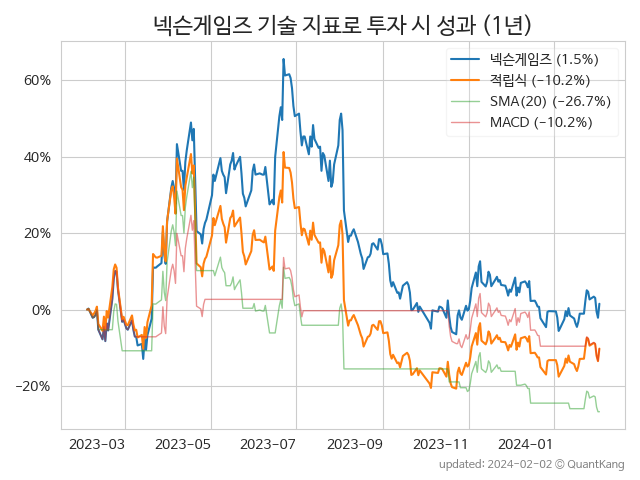 넥슨게임즈 기술 지표로 투자 시 성과 (1년)
넥슨게임즈 (1.5%)
적립식 (−10.2%)
SMA(20) (−26.7%)
MACD (−10.2%)
60%
40%
20%
0%
−20%
2023-03 2023-05 2023-07 2023-09 2023-11 2024-01
updated: 2024-02-02 © QuantKang